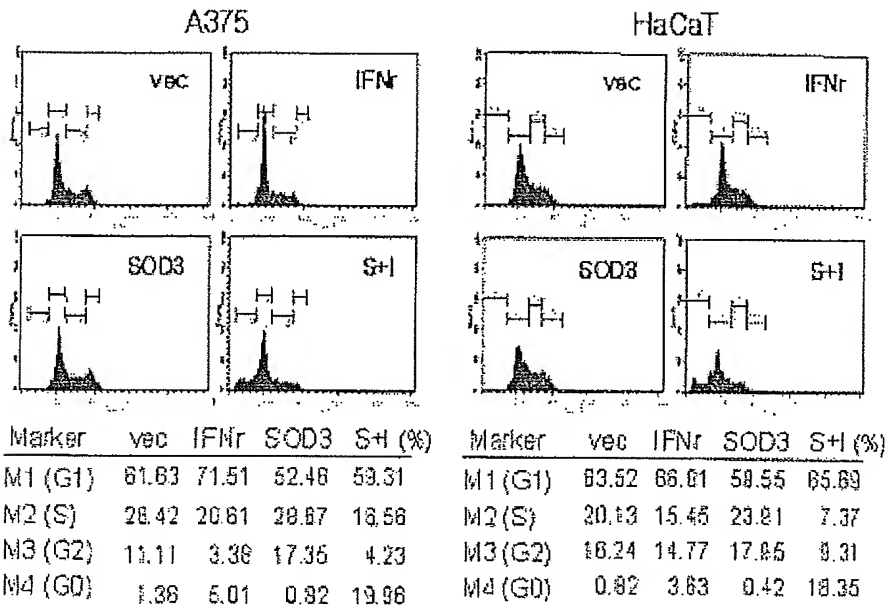 A375
HaCaT
vec
IFNr
vec
IFNr
SOD3
S+I
SOD3
S+I
Marker vec IFNr SOD3 S+I (%)
M1 (G1) 61.63 71.51 52.46 59.31
M2 (S) 26.42 20.61 28.67 16.56
M3 (G2) 11.11 3.38 17.35 4.23
M4 (G0) 1.36 5.01 0.82 19.96
Marker vec IFNr SOD3 S+I (%)
M1 (G1) 63.52 66.61 58.55 65.69
M2 (S) 20.13 15.45 23.81 7.37
M3 (G2) 16.24 14.77 17.85 9.31
M4 (G0) 0.82 3.63 0.42 18.35